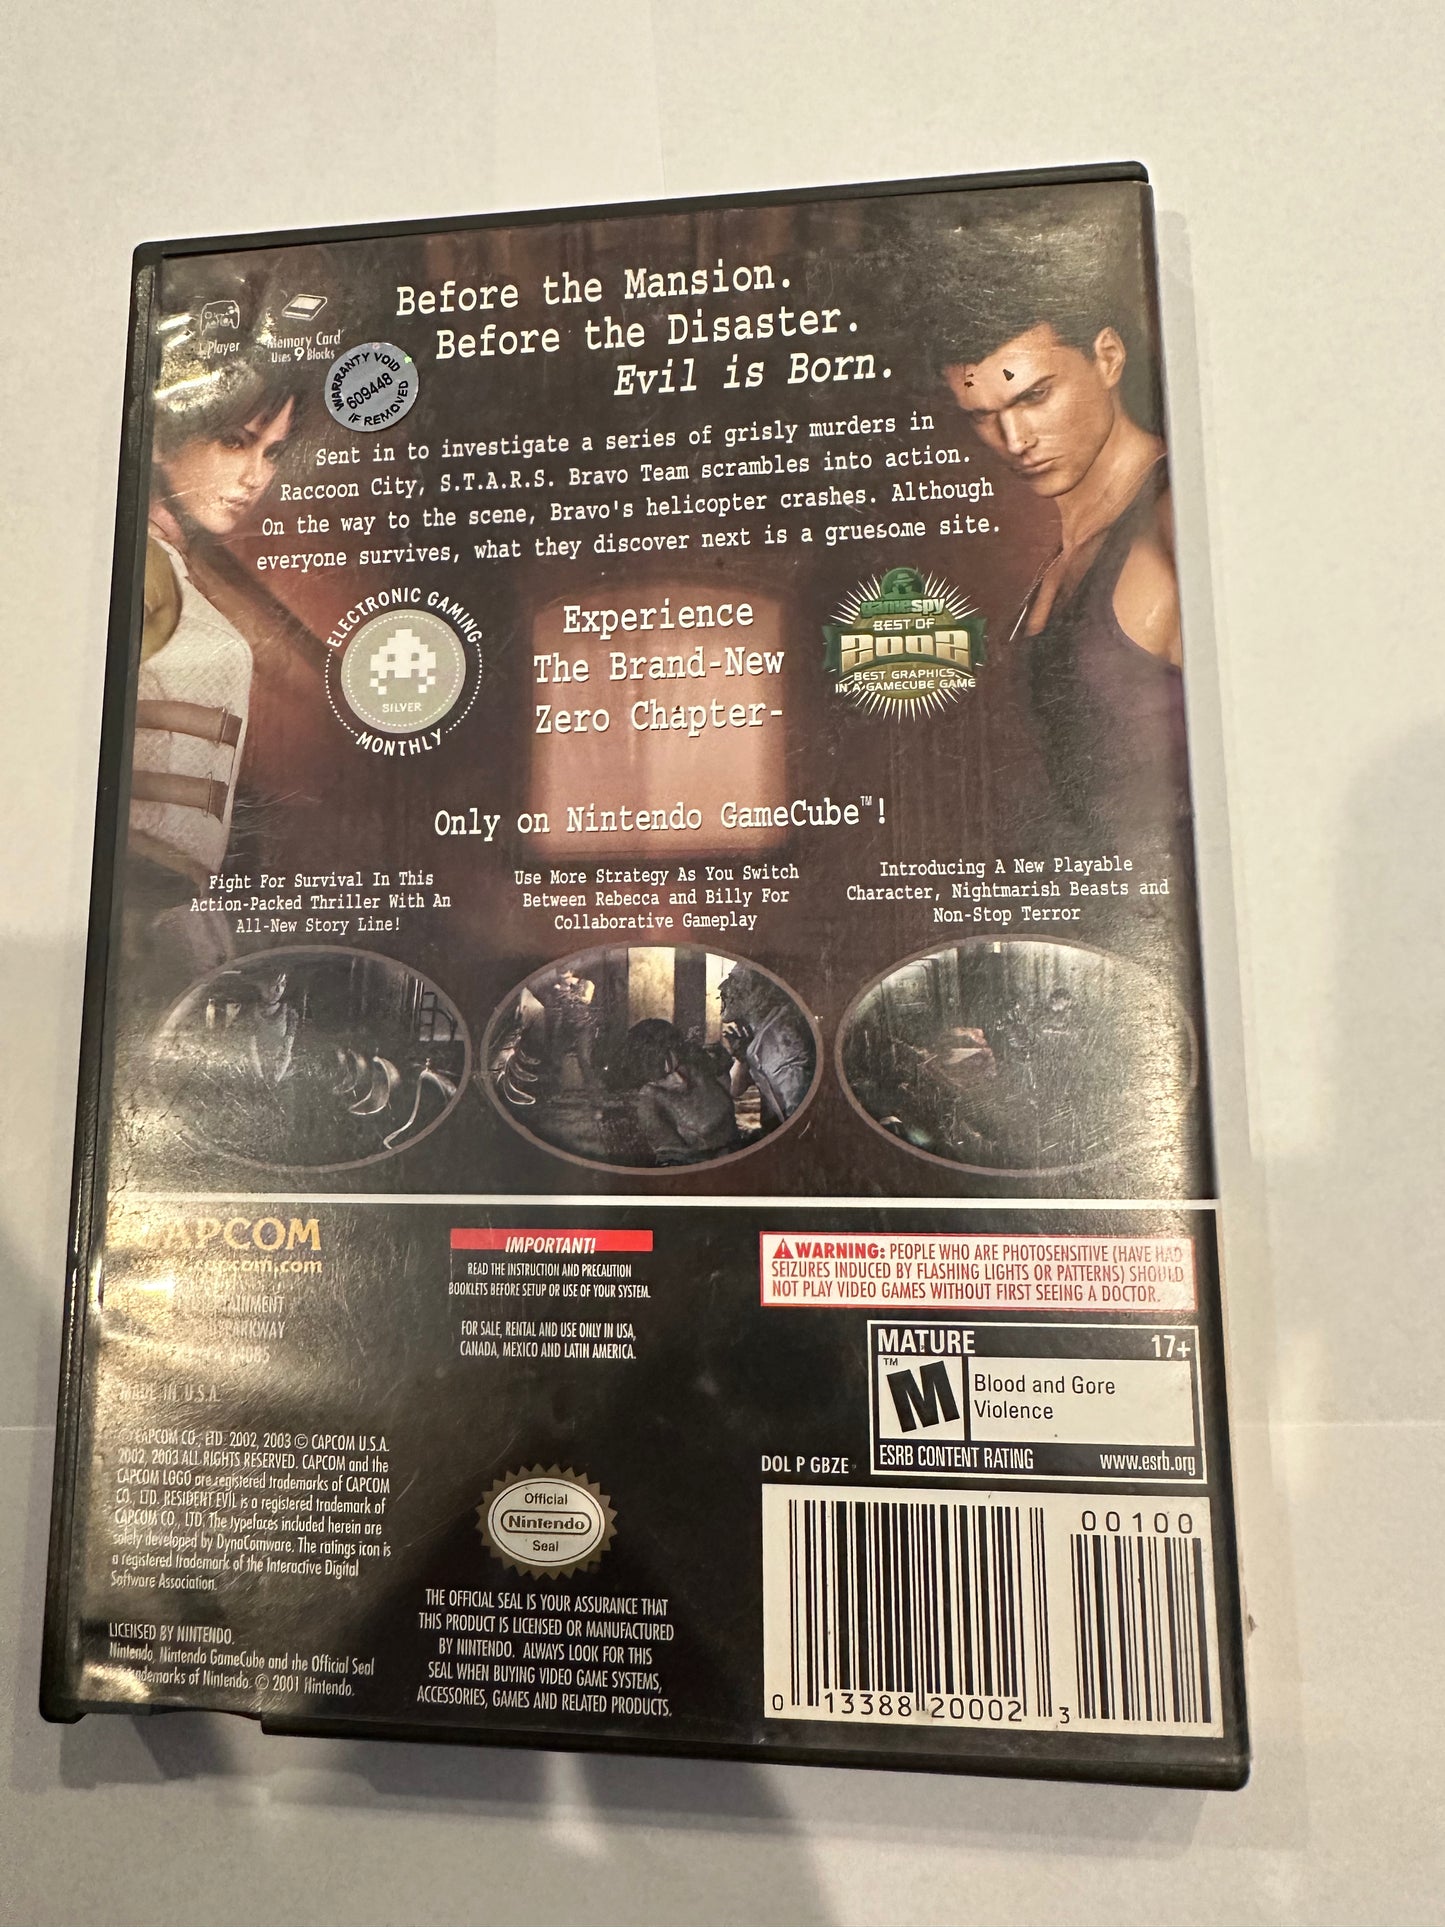 Before the Mansion.
Before the Disaster.
Evil is Born.
Player
Memory Card
Uses 9 Blocks
WARRANTY VOID
609448
IF REMOVED
Sent in to investigate a series of grisly murders in
Raccoon City, S.T.A.R.S. Bravo Team scrambles into action.
On the way to the scene, Bravo's helicopter crashes. Although
everyone survives, what they discover next is a gruesome site.
ELECTRONIC GAMING
SILVER
MONTHLY
Experience
The Brand-New
Zero Chapter-
gamespy
BEST OF
2002
BEST GRAPHICS
IN A GAMECUBE GAME
Only on Nintendo GameCube™!
Fight For Survival In This
Action-Packed Thriller With An
All-New Story Line!
Use More Strategy As You Switch
Between Rebecca and Billy For
Collaborative Gameplay
Introducing A New Playable
Character, Nightmarish Beasts and
Non-Stop Terror
CAPCOM
PARKWAY
MADE IN U.S.A.
© CAPCOM CO., LTD. 2002, 2003 © CAPCOM U.S.A.
2002, 2003 ALL RIGHTS RESERVED. CAPCOM and the
CAPCOM LOGO are registered trademarks of CAPCOM
CO., LTD. RESIDENT EVIL is a registered trademark of
CAPCOM CO., LTD. The typefaces included herein are
solely developed by DynaComware. The ratings icon is
a registered trademark of the Interactive Digital
Software Association.
LICENSED BY NINTENDO.
Nintendo, Nintendo GameCube and the Official Seal
trademarks of Nintendo. © 2001 Nintendo.
IMPORTANT!
READ THE INSTRUCTION AND PRECAUTION
BOOKLETS BEFORE SETUP OR USE OF YOUR SYSTEM.
FOR SALE, RENTAL AND USE ONLY IN USA,
CANADA, MEXICO AND LATIN AMERICA.
Official
Nintendo
Seal
THE OFFICIAL SEAL IS YOUR ASSURANCE THAT
THIS PRODUCT IS LICENSED OR MANUFACTURED
BY NINTENDO. ALWAYS LOOK FOR THIS
SEAL WHEN BUYING VIDEO GAME SYSTEMS,
ACCESSORIES, GAMES AND RELATED PRODUCTS.
WARNING: PEOPLE WHO ARE PHOTOSENSITIVE (HAVE HAD
SEIZURES INDUCED BY FLASHING LIGHTS OR PATTERNS) SHOULD
NOT PLAY VIDEO GAMES WITHOUT FIRST SEEING A DOCTOR.
MATURE 17+
™
M
Blood and Gore
Violence
ESRB CONTENT RATING www.esrb.org
DOL P GBZE
00100
0 13388 20002 3